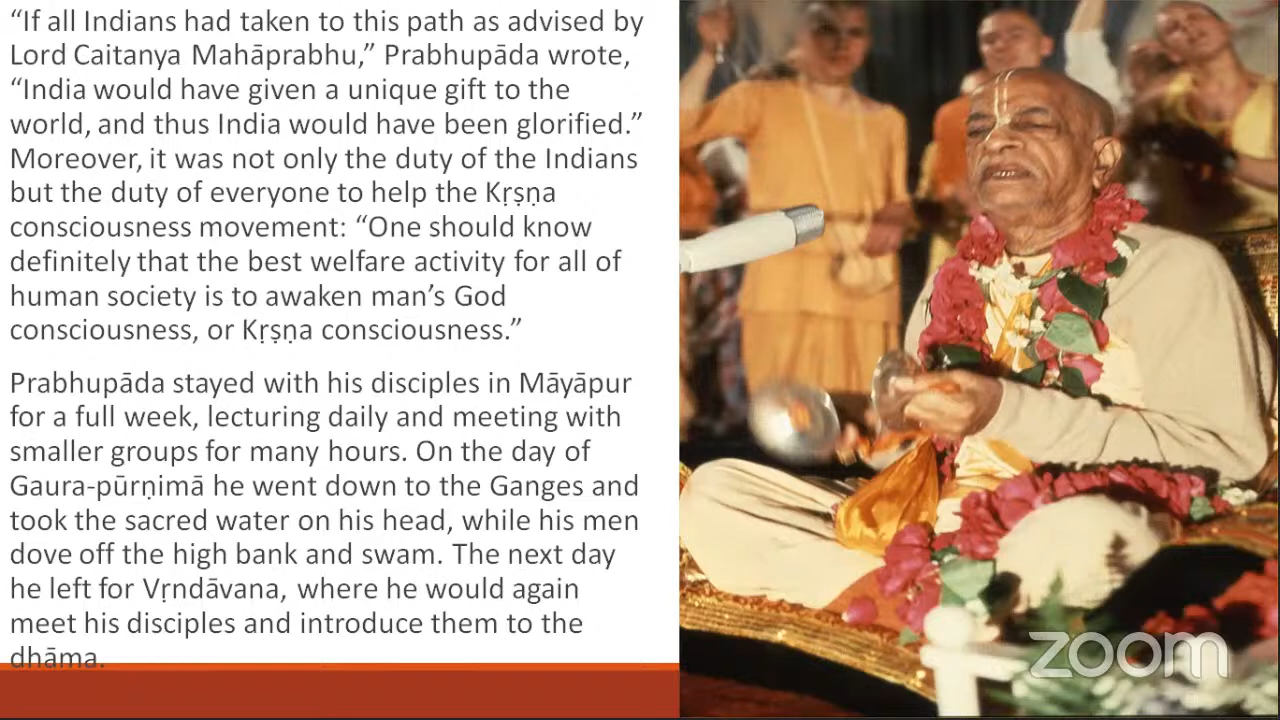 “If all Indians had taken to this path as advised by
Lord Caitanya Mahāprabhu,” Prabhupāda wrote,
“India would have given a unique gift to the
world, and thus India would have been glorified.”
Moreover, it was not only the duty of the Indians
but the duty of everyone to help the Kṛṣṇa
consciousness movement: “One should know
definitely that the best welfare activity for all of
human society is to awaken man’s God
consciousness, or Kṛṣṇa consciousness.”
Prabhupāda stayed with his disciples in Māyāpur
for a full week, lecturing daily and meeting with
smaller groups for many hours. On the day of
Gaura-pūrṇimā he went down to the Ganges and
took the sacred water on his head, while his men
dove off the high bank and swam. The next day
he left for Vṛndāvana, where he would again
meet his disciples and introduce them to the
dhāma.
zoom